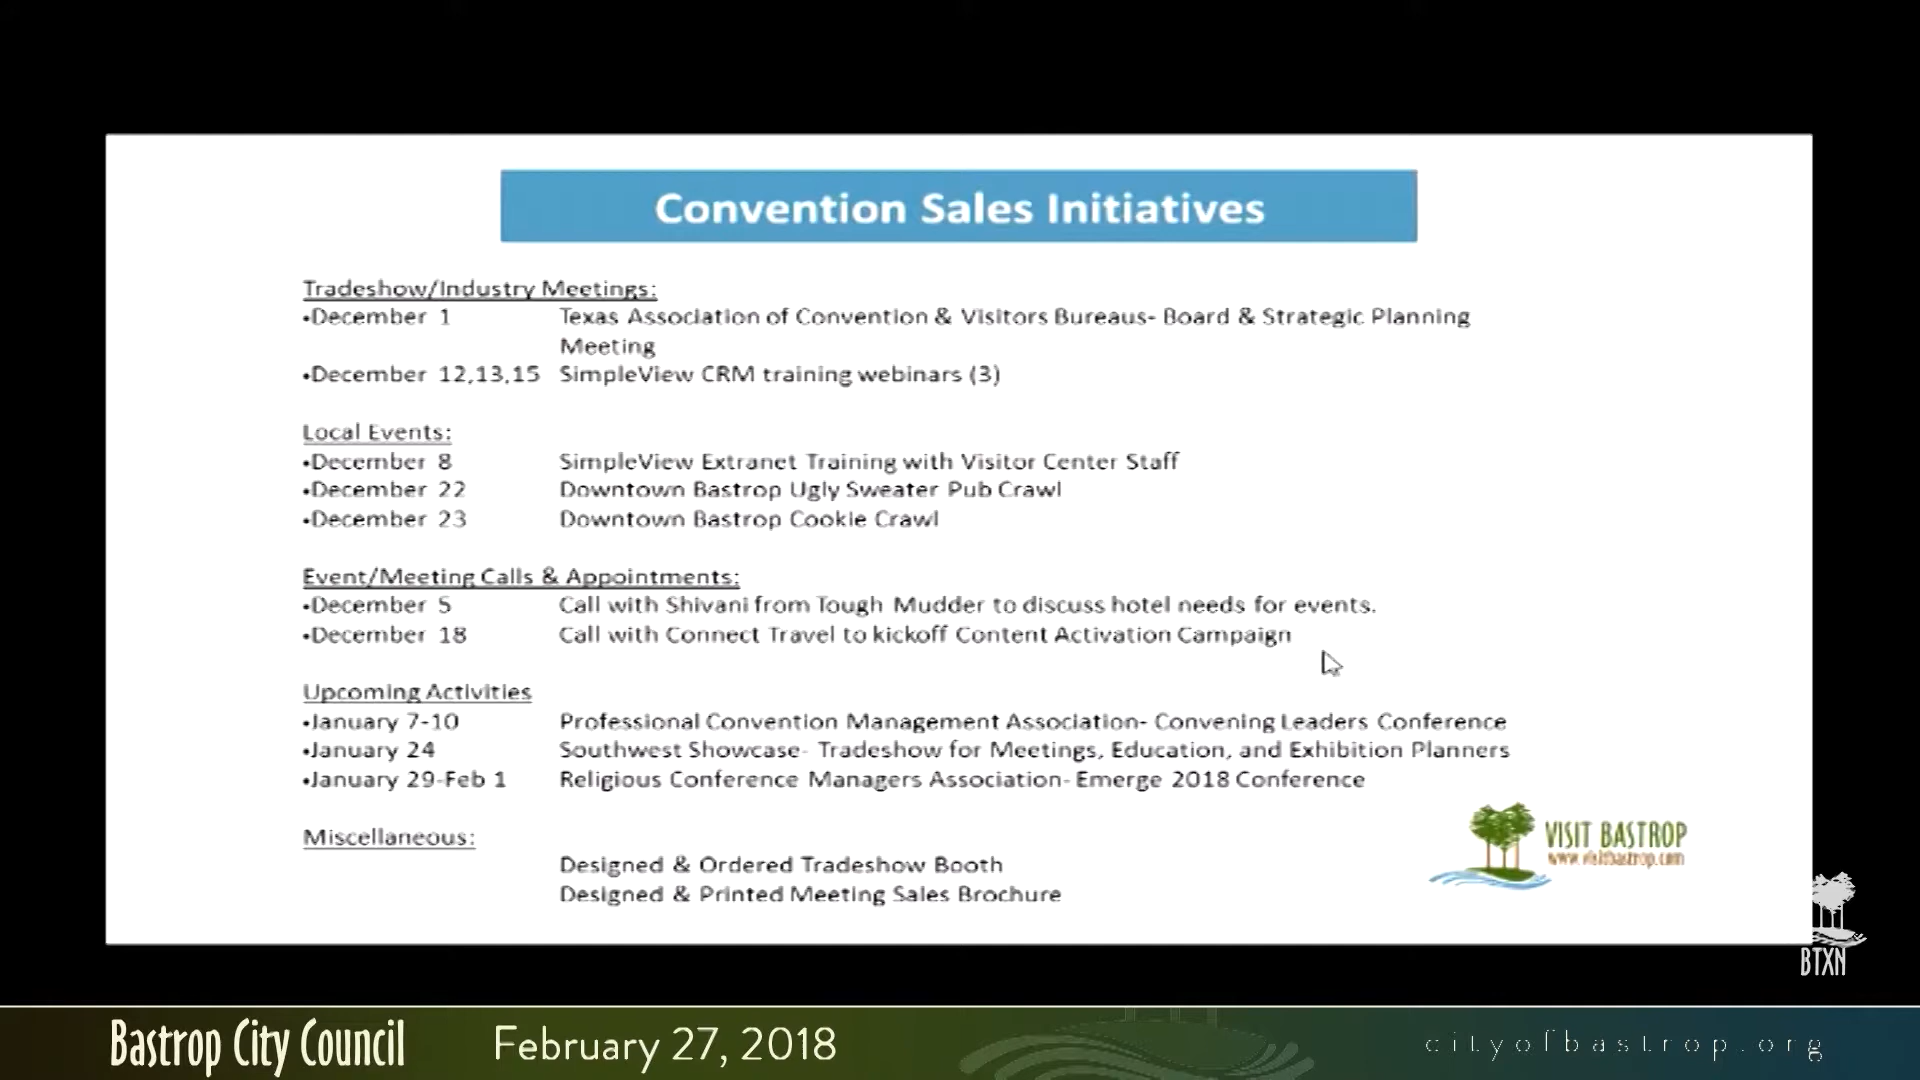 Convention Sales Initiatives
Tradeshow/Industry Meetings:
•December 1 Texas Association of Convention & Visitors Bureaus- Board & Strategic Planning
Meeting
•December 12,13,15 SimpleView CRM training webinars (3)
Local Events:
•December 8 SimpleView Extranet Training with Visitor Center Staff
•December 22 Downtown Bastrop Ugly Sweater Pub Crawl
•December 23 Downtown Bastrop Cookie Crawl
Event/Meeting Calls & Appointments:
•December 5 Call with Shivani from Tough Mudder to discuss hotel needs for events.
•December 18 Call with Connect Travel to kickoff Content Activation Campaign
Upcoming Activities
•January 7-10 Professional Convention Management Association- Convening Leaders Conference
•January 24 Southwest Showcase- Tradeshow for Meetings, Education, and Exhibition Planners
•January 29-Feb 1 Religious Conference Managers Association- Emerge 2018 Conference
Miscellaneous:
Designed & Ordered Tradeshow Booth
Designed & Printed Meeting Sales Brochure
VISIT BASTROP
www.visitbastrop.com
BTXN
Bastrop City Council February 27, 2018 cityofbastrop.org